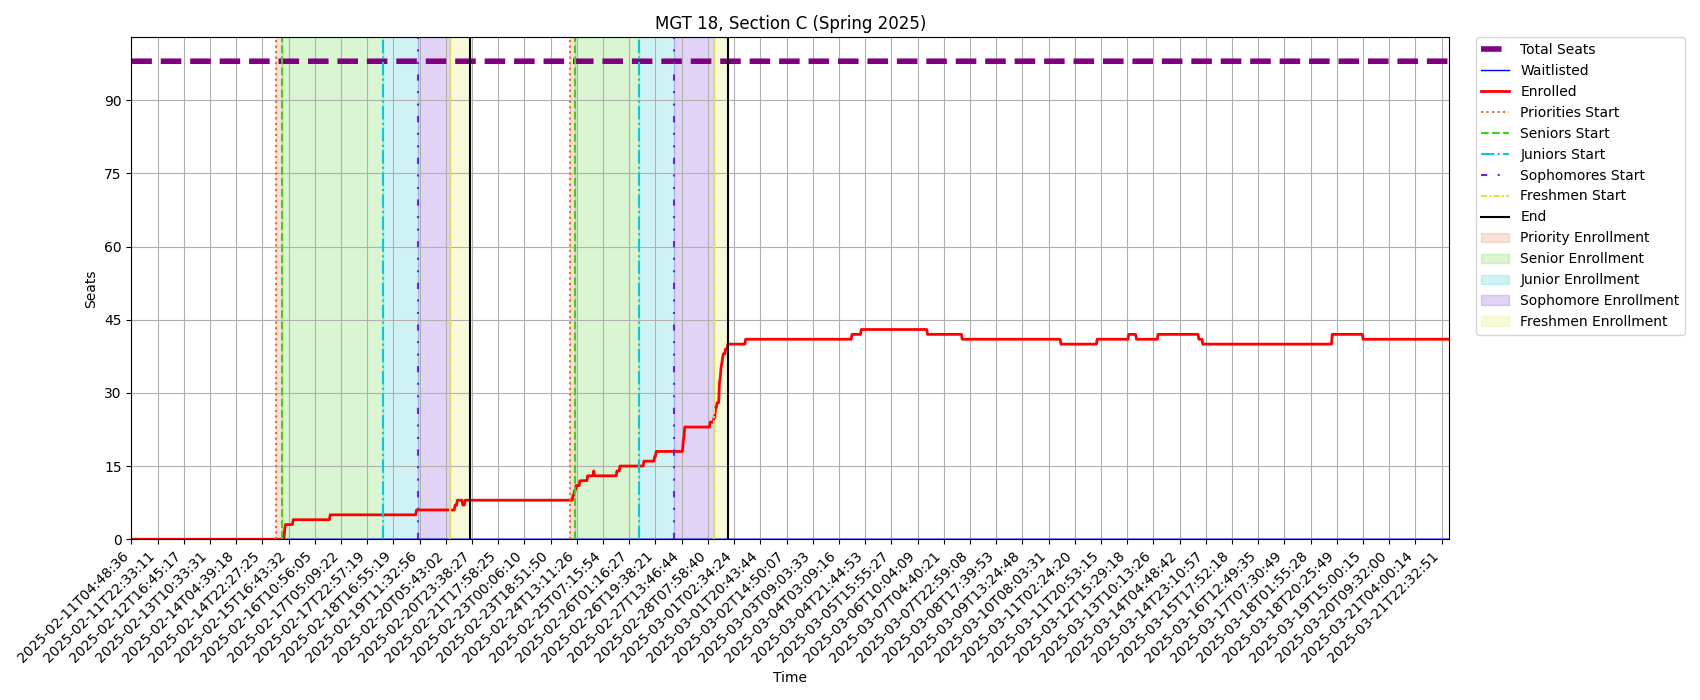 MGT 18, Section C (Spring 2025)
Total Seats
Waitlisted
Enrolled
Priorities Start
Seniors Start
Juniors Start
Sophomores Start
Freshmen Start
End
Priority Enrollment
Senior Enrollment
Junior Enrollment
Sophomore Enrollment
Freshmen Enrollment
Seats
90
75
60
45
30
15
0
2025-02-11T04:48:36
2025-02-11T22:33:11
2025-02-12T16:45:17
2025-02-13T10:33:31
2025-02-14T04:39:18
2025-02-14T22:27:25
2025-02-15T16:43:32
2025-02-16T10:56:05
2025-02-17T05:09:22
2025-02-17T22:57:19
2025-02-18T16:55:19
2025-02-19T11:32:56
2025-02-20T05:43:02
2025-02-20T23:38:27
2025-02-21T17:58:25
2025-02-23T00:06:10
2025-02-23T18:51:50
2025-02-24T13:11:26
2025-02-25T07:15:54
2025-02-26T01:16:27
2025-02-26T19:38:21
2025-02-27T13:46:44
2025-02-28T07:58:40
2025-03-01T02:34:24
2025-03-01T20:43:44
2025-03-02T14:50:07
2025-03-03T09:03:33
2025-03-04T03:09:16
2025-03-04T21:44:53
2025-03-05T15:55:27
2025-03-06T10:04:09
2025-03-07T04:40:21
2025-03-07T22:59:08
2025-03-08T17:39:53
2025-03-09T13:24:48
2025-03-10T08:03:31
2025-03-11T02:24:20
2025-03-11T20:53:15
2025-03-12T15:29:18
2025-03-13T10:13:26
2025-03-14T04:48:42
2025-03-14T23:10:57
2025-03-15T17:52:18
2025-03-16T12:49:35
2025-03-17T07:30:49
2025-03-18T01:55:28
2025-03-18T20:25:49
2025-03-19T15:00:15
2025-03-20T09:32:00
2025-03-21T04:00:14
2025-03-21T22:32:51
Time